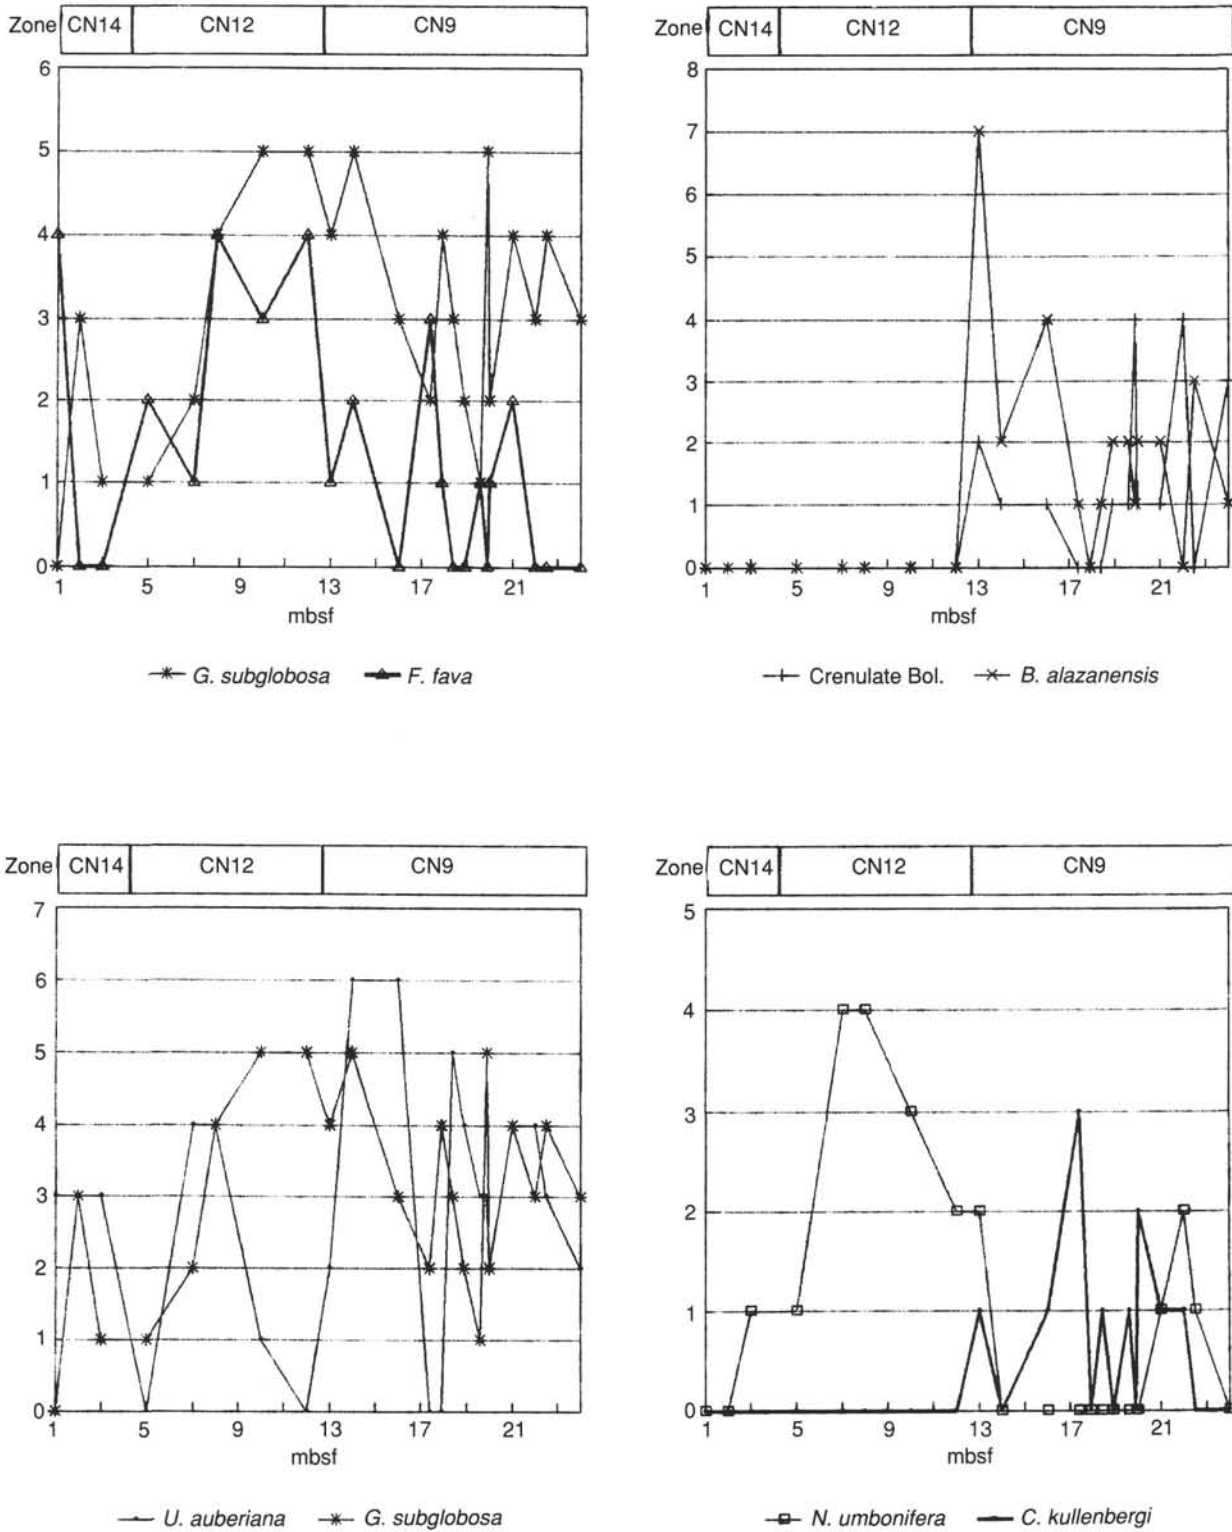 Zone CN14 CN12 CN9
6
5
4
3
2
1
0
1 5 9 13 17 21
mbsf
G. subglobosa F. fava
Zone CN14 CN12 CN9
8
7
6
5
4
3
2
1
0
1 5 9 13 17 21
mbsf
Crenulate Bol. B. alazanensis
Zone CN14 CN12 CN9
7
6
5
4
3
2
1
0
1 5 9 13 17 21
mbsf
U. auberiana G. subglobosa
Zone CN14 CN12 CN9
5
4
3
2
1
0
1 5 9 13 17 21
mbsf
N. umbonifera C. kullenbergi